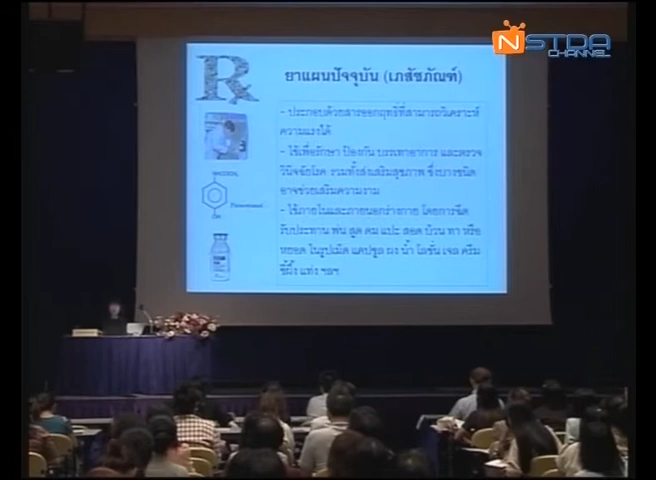 NSTDA
CHANNEL
Rx
ยาแผนปัจจุบัน (เภสัชภัณฑ์)
- ประกอบด้วยสารออกฤทธิ์ที่สามารถวิเคราะห์
ความแรงได้
- ใช้เพื่อรักษา ป้องกัน บรรเทาอาการ และตรวจ
วินิจฉัยโรค รวมทั้งส่งเสริมสุขภาพ ซึ่งบางชนิด
อาจช่วยเสริมความงาม
- ใช้ภายในและภายนอกร่างกาย โดยการฉีด
รับประทาน พ่น สูด ดม แปะ สอด ป้วน ทา หรือ
หยอด ในรูปเม็ด แคปซูล ผง น้ำ โลชั่น เจล ครีม
ขี้ผึ้ง แท่ง ฯลฯ
NHCOCH3
Paracetamol
OH